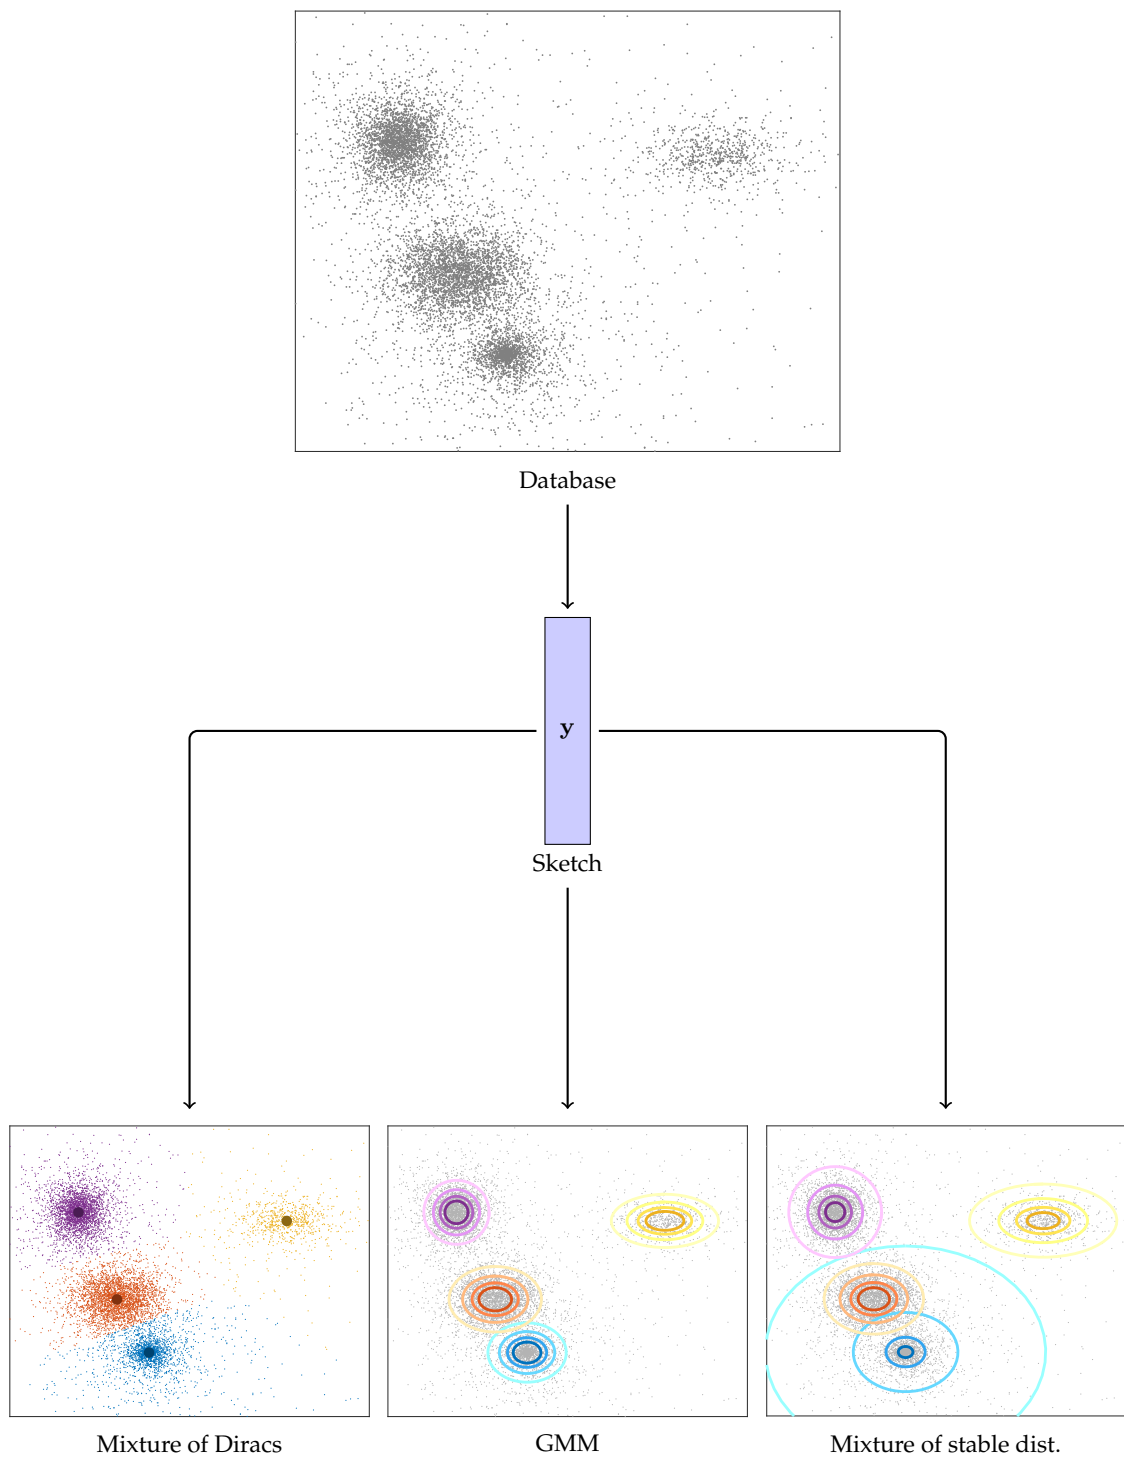 Database
y
Sketch
Mixture of Diracs
GMM
Mixture of stable dist.